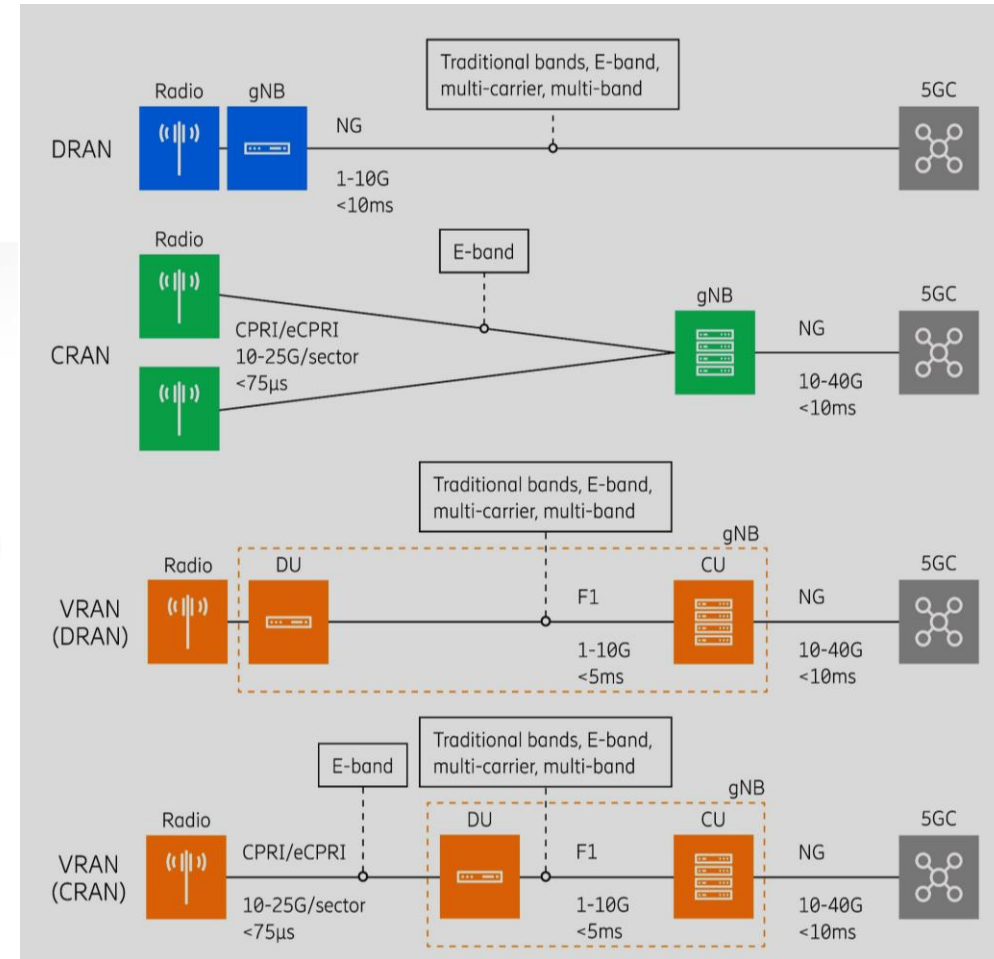 Traditional bands, E-band,
multi-carrier, multi-band
Radio
gNB
5GC
DRAN
NG
1-10G
<10ms
Radio
E-band
gNB
5GC
CRAN
CPRI/eCPRI
10-25G/sector
<75μs
NG
10-40G
<10ms
Traditional bands, E-band,
multi-carrier, multi-band
gNB
Radio
DU
CU
5GC
VRAN
(DRAN)
F1
1-10G
<5ms
NG
10-40G
<10ms
Traditional bands, E-band,
multi-carrier, multi-band
E-band
gNB
Radio
DU
CU
5GC
VRAN
(CRAN)
CPRI/eCPRI
10-25G/sector
<75μs
F1
1-10G
<5ms
NG
10-40G
<10ms